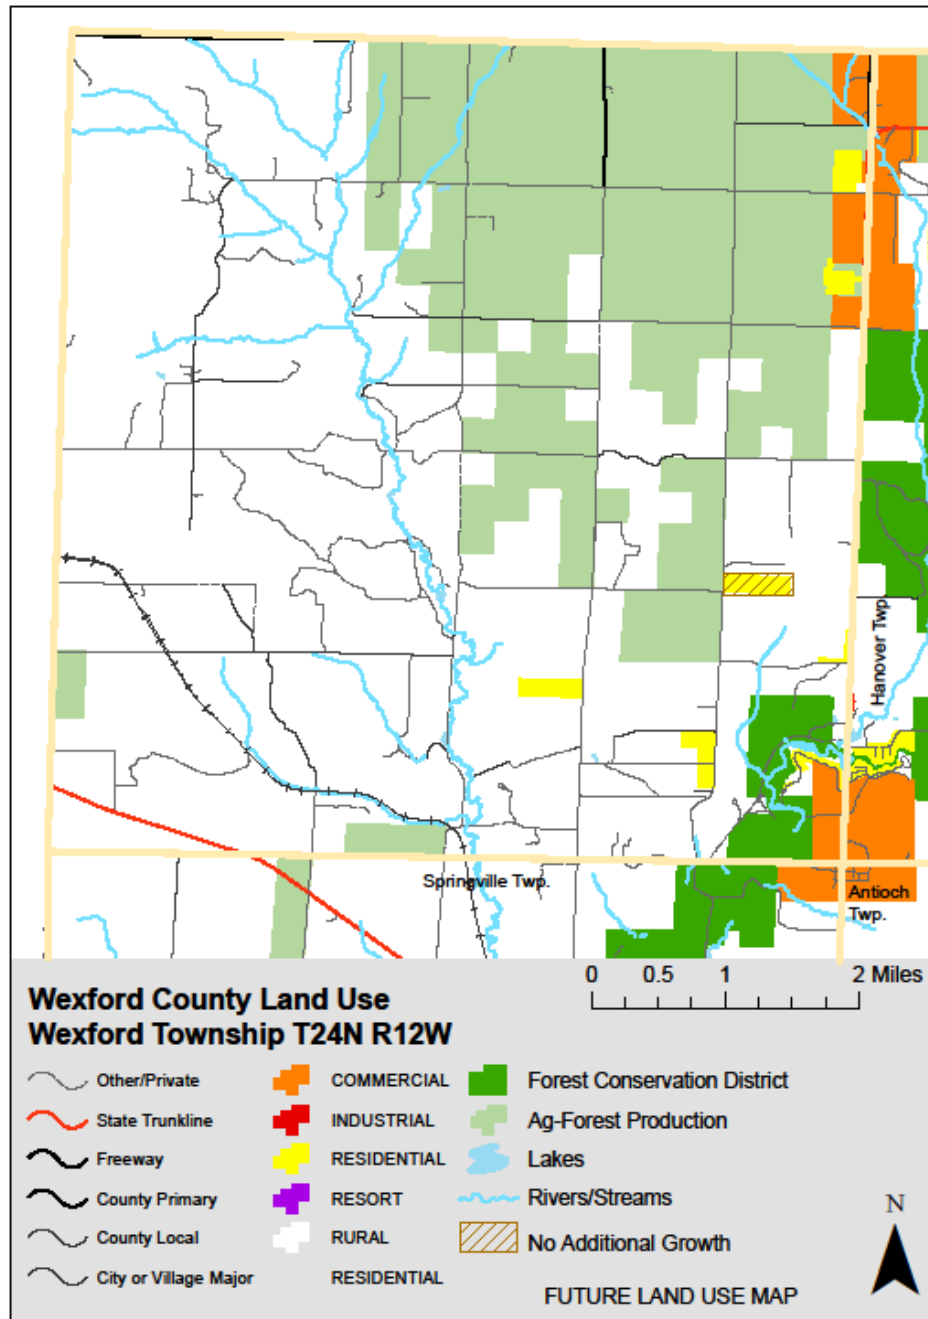 Hanover Twp.
Springville Twp.
Antioch
Twp.
0 0.5 1 2 Miles
Wexford County Land Use
Wexford Township T24N R12W
Other/Private
COMMERCIAL
Forest Conservation District
State Trunkline
INDUSTRIAL
Ag-Forest Production
Freeway
RESIDENTIAL
Lakes
County Primary
RESORT
Rivers/Streams
County Local
RURAL
No Additional Growth
City or Village Major
RESIDENTIAL
N
FUTURE LAND USE MAP